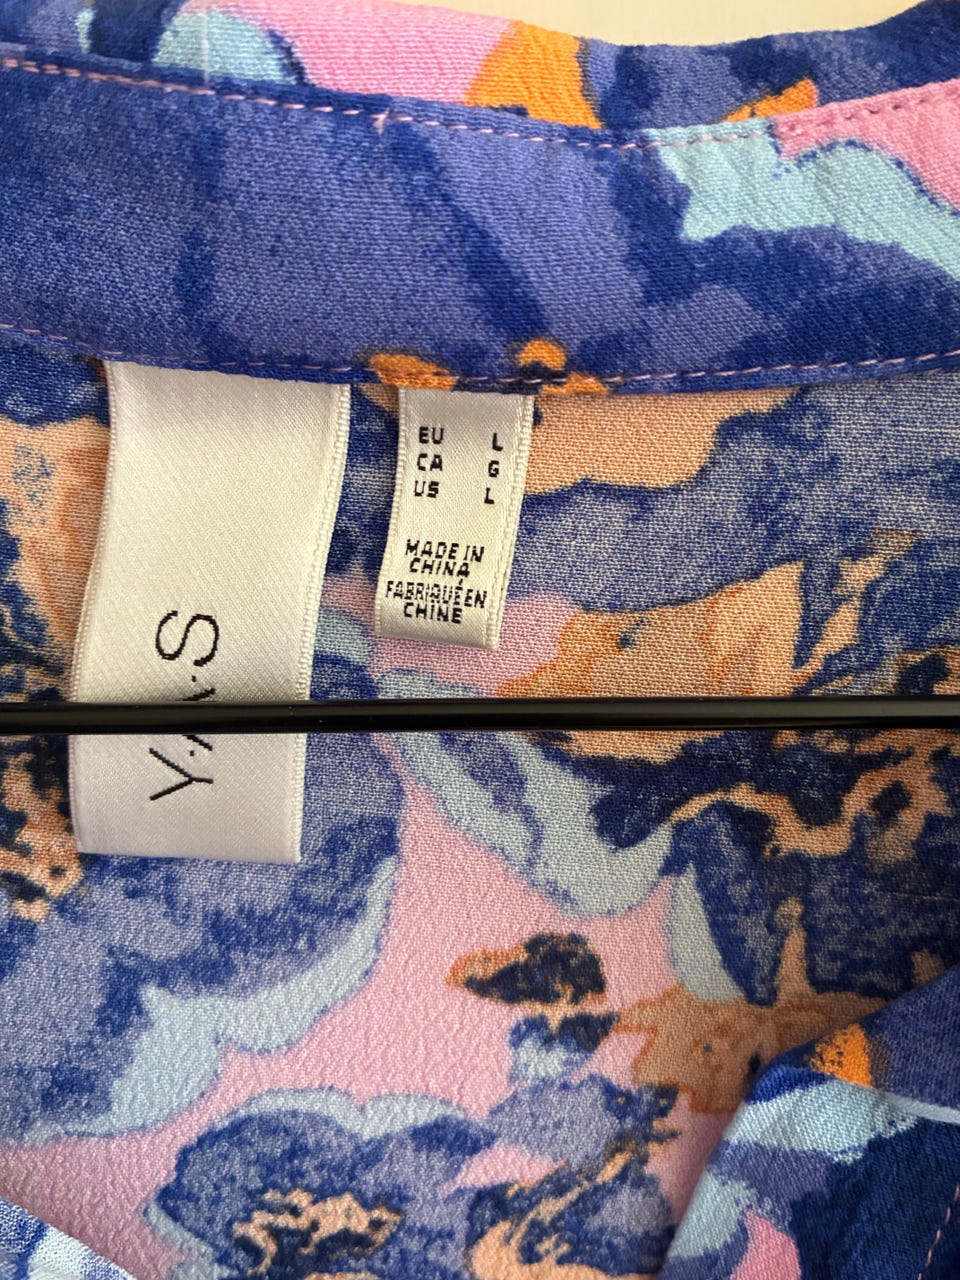 EU L
CA G
US L
MADE IN
CHINA
FABRIQUÉ EN
CHINE
Y.A.S